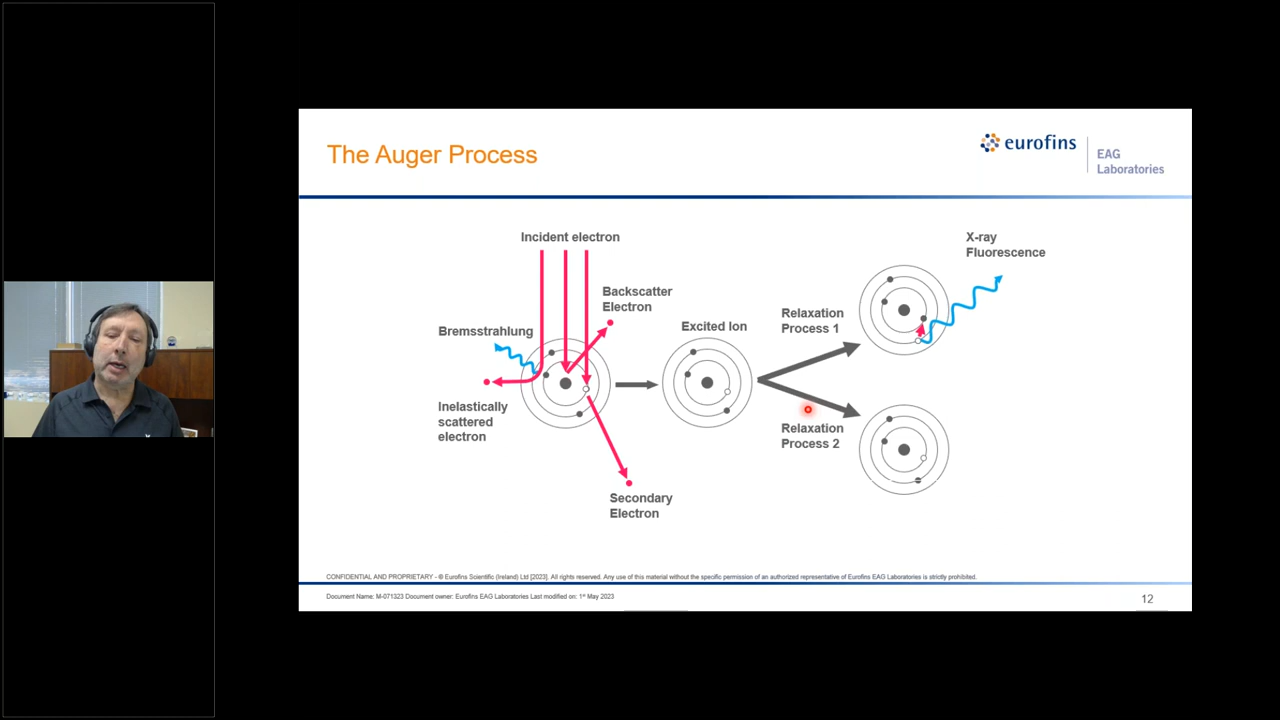 The Auger Process
eurofins
EAG
Laboratories
Incident electron
X-ray
Fluorescence
Backscatter
Electron
Bremsstrahlung
Excited Ion
Relaxation
Process 1
Inelastically
scattered
electron
Relaxation
Process 2
Secondary
Electron
CONFIDENTIAL AND PROPRIETARY - © Eurofins Scientific (Ireland) Ltd [2023]. All rights reserved. Any use of this material without the specific permission of an authorized representative of Eurofins EAG Laboratories is strictly prohibited.
Document Name: M-071323 Document owner: Eurofins EAG Laboratories Last modified on: 1st May 2023
12